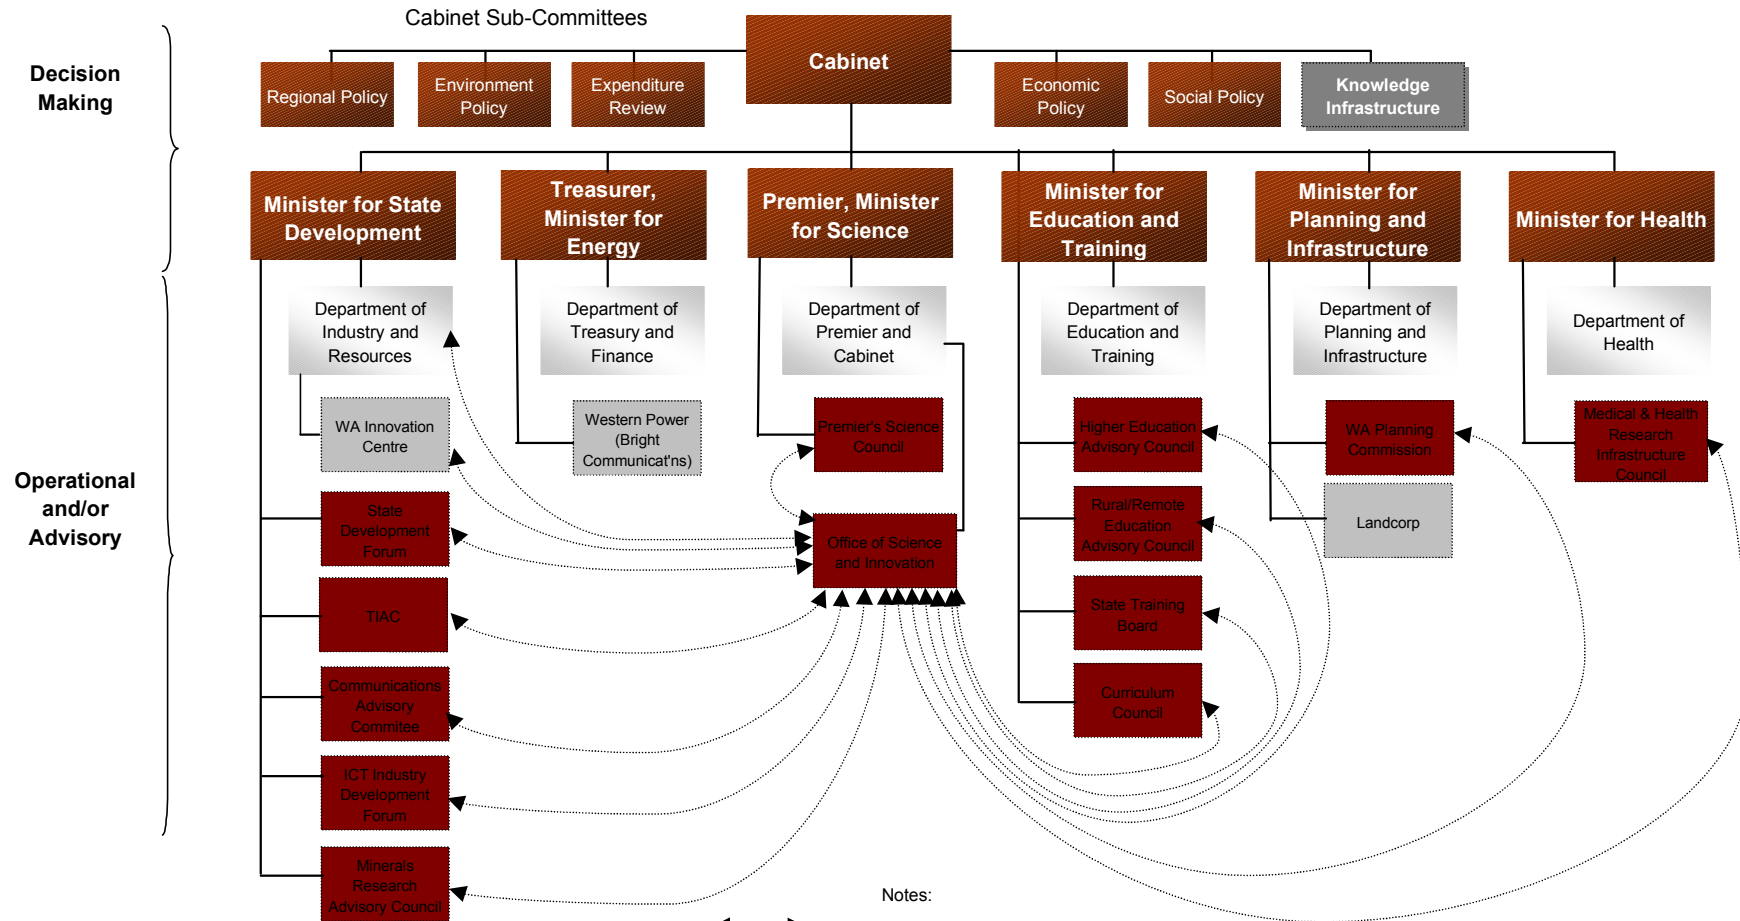 Cabinet Sub-Committees
Cabinet
Decision
Making
Regional Policy
Environment
Policy
Expenditure
Review
Economic
Policy
Social Policy
Knowledge
Infrastructure
Minister for State
Development
Treasurer,
Minister for
Energy
Premier, Minister
for Science
Minister for
Education and
Training
Minister for
Planning and
Infrastructure
Minister for Health
Department of
Industry and
Resources
Department of
Treasury and
Finance
Department of
Premier and
Cabinet
Department of
Education and
Training
Department of
Planning and
Infrastructure
Department of
Health
Operational
and/or
Advisory
WA Innovation
Centre
Western Power
(Bright
Communicat'ns)
Premier's Science
Council
Higher Education
Advisory Council
WA Planning
Commission
Medical & Health
Research
Infrastructure
Council
State
Development
Forum
Office of Science
and Innovation
Rural/Remote
Education
Advisory Council
Landcorp
TIAC
State Training
Board
Communications
Advisory
Commitee
Curriculum
Council
ICT Industry
Development
Forum
Minerals
Research
Advisory Council
Notes: